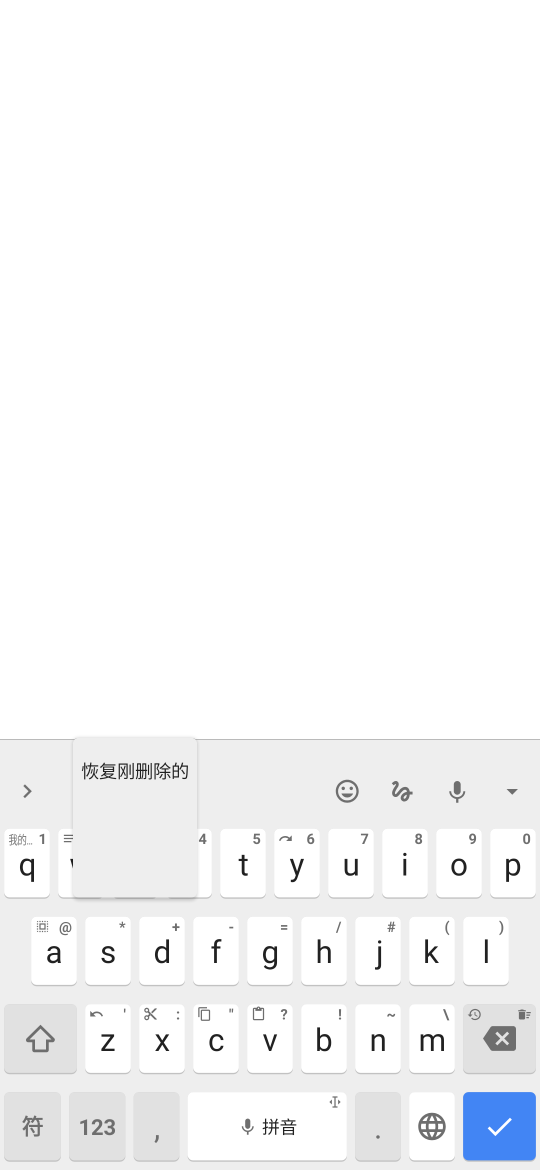 恢复刚删除的
我的... 1 4 5 6 7 8 9 0
q t y u i o p
@ * + - = / # ( )
a s d f g h j k l
' : " ? ! ~ \
z x c v b n m
符 123 , 拼音 .